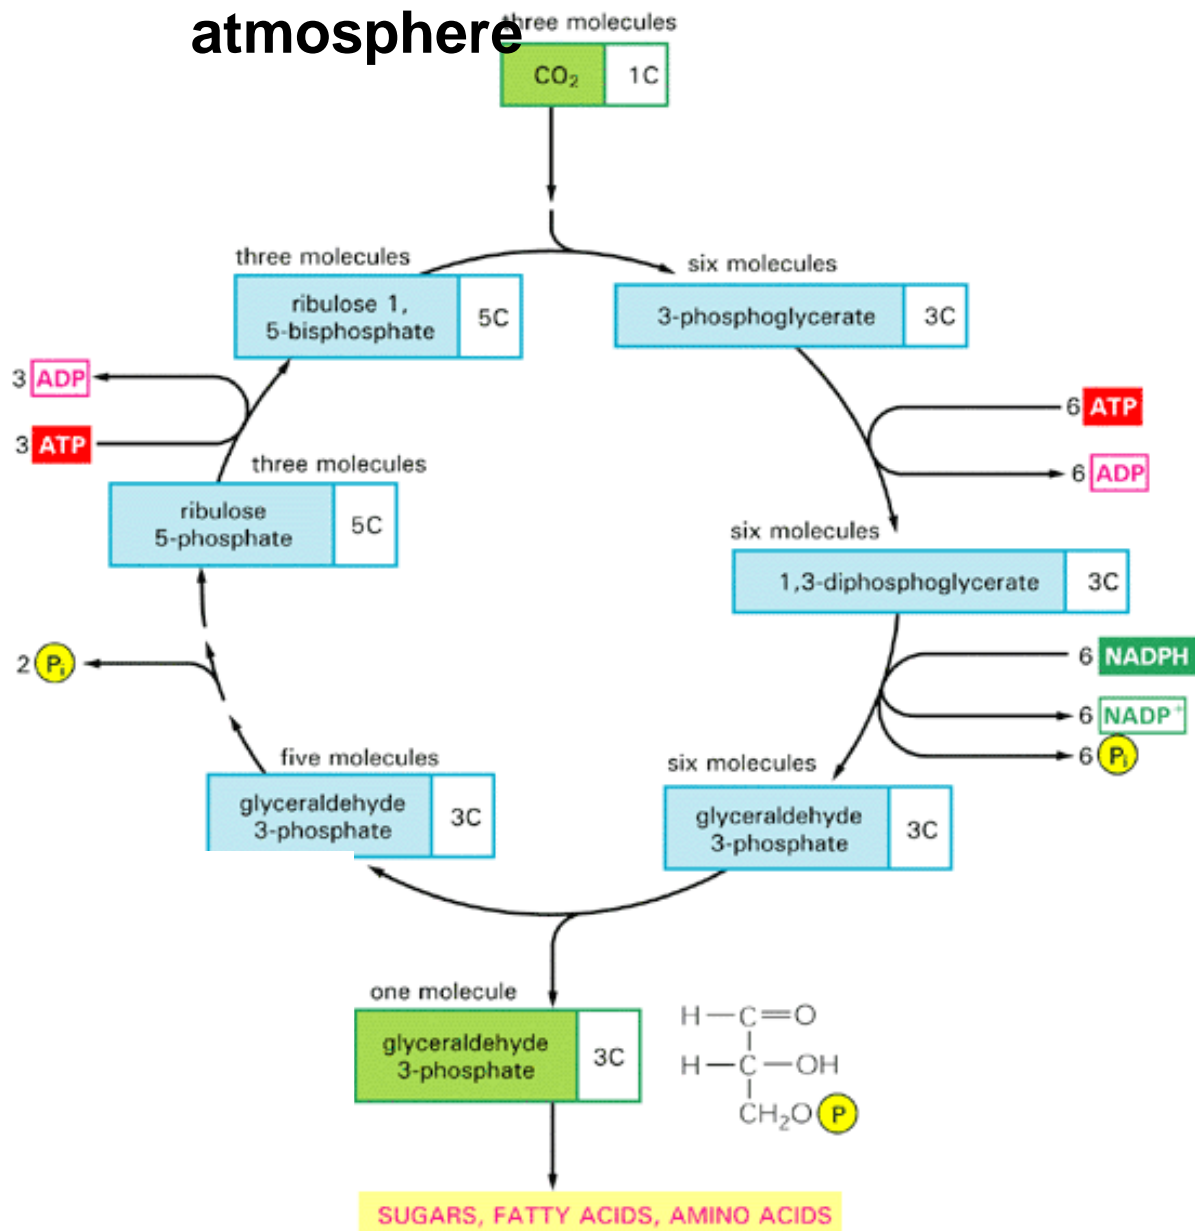 atmosphere
three molecules
CO₂ 1C
three molecules
ribulose 1,
5-bisphosphate
5C
six molecules
3-phosphoglycerate 3C
3 ADP
3 ATP
6 ATP
6 ADP
three molecules
ribulose
5-phosphate
5C
six molecules
1,3-diphosphoglycerate 3C
2 Pᵢ
6 NADPH
6 NADP⁺
6 Pᵢ
five molecules
glyceraldehyde
3-phosphate
3C
six molecules
glyceraldehyde
3-phosphate
3C
one molecule
glyceraldehyde
3-phosphate
3C
H—C=O
H—C—OH
CH₂O P
SUGARS, FATTY ACIDS, AMINO ACIDS